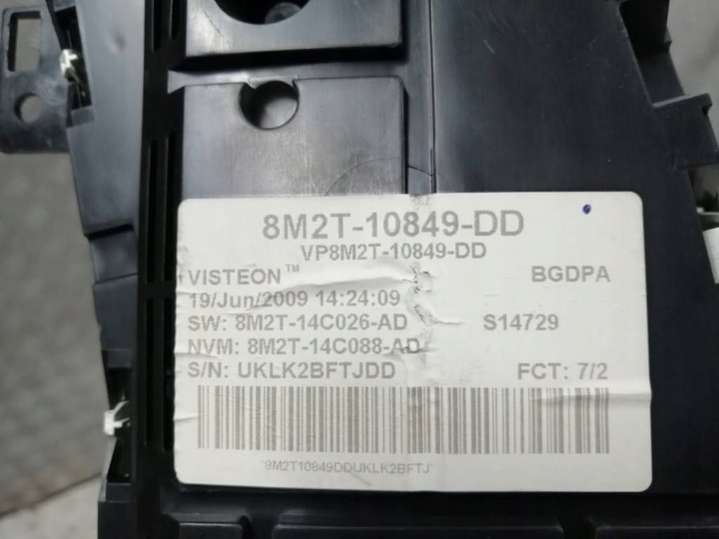 8M2T-10849-DD
VP8M2T-10849-DD
VISTEON™ BGDPA
19/Jun/2009 14:24:09
SW: 8M2T-14C026-AD S14729
NVM: 8M2T-14C088-AD
S/N: UKLK2BFTJDD FCT: 7/2
*8M2T10849DDUKLK2BFTJ*